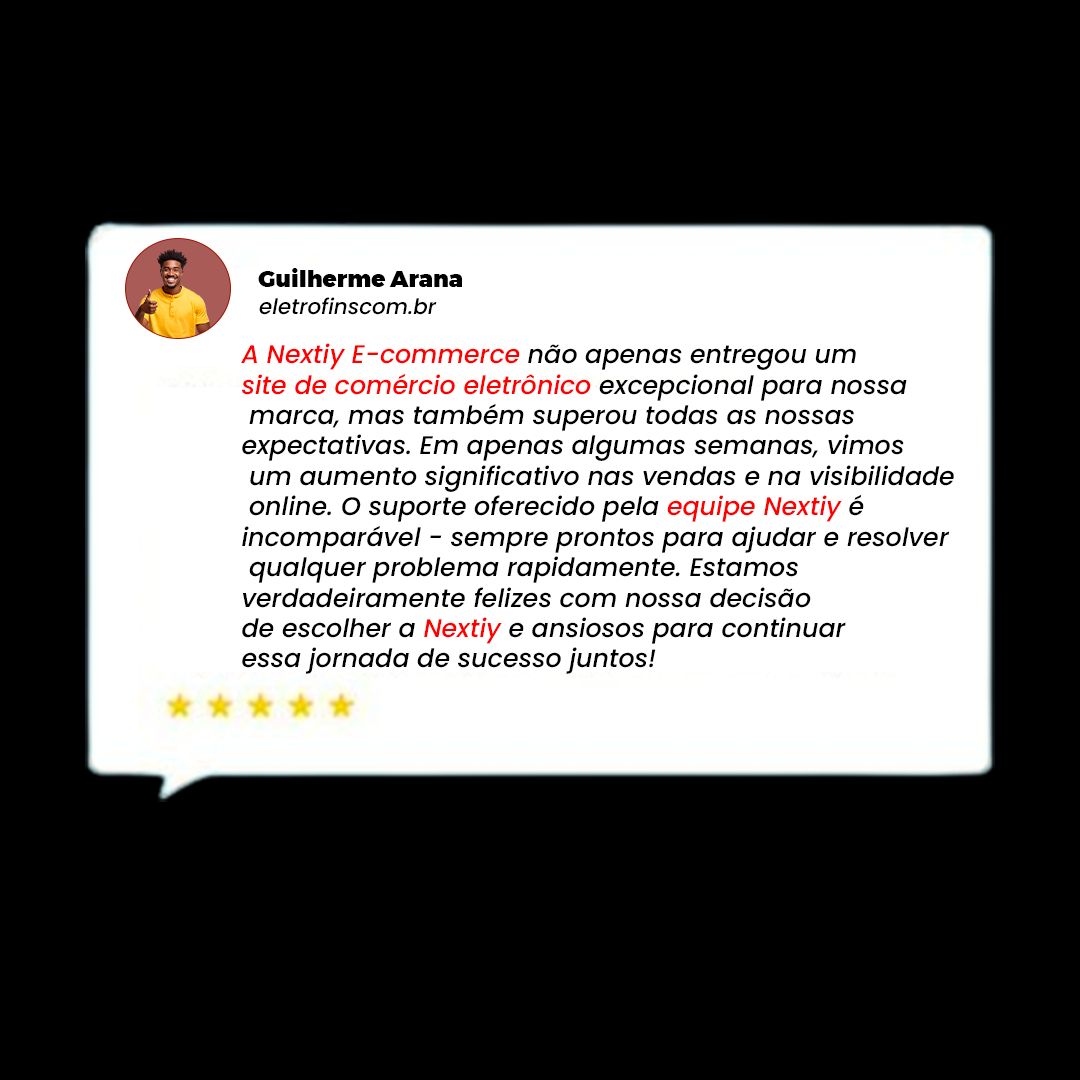 Guilherme Arana
eletrofinscom.br
A Nextiy E-commerce não apenas entregou um
site de comércio eletrônico excepcional para nossa
marca, mas também superou todas as nossas
expectativas. Em apenas algumas semanas, vimos
um aumento significativo nas vendas e na visibilidade
online. O suporte oferecido pela equipe Nextiy é
incomparável - sempre prontos para ajudar e resolver
qualquer problema rapidamente. Estamos
verdadeiramente felizes com nossa decisão
de escolher a Nextiy e ansiosos para continuar
essa jornada de sucesso juntos!